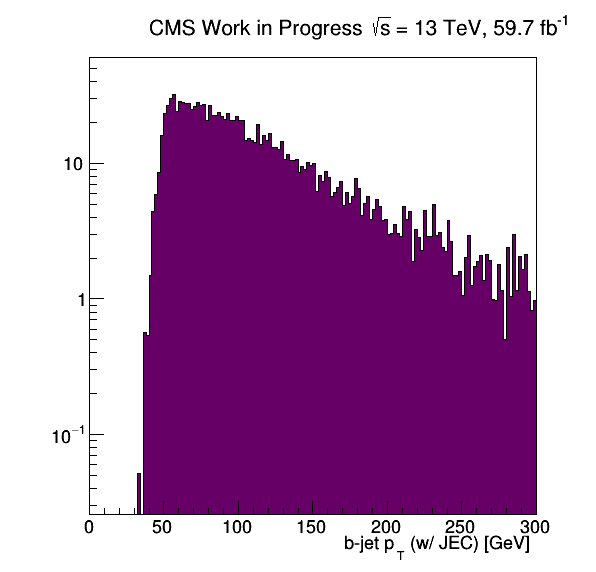 CMS Work in Progress √s = 13 TeV, 59.7 fb⁻¹
10
1
10⁻¹
0 50 100 150 200 250 300
b-jet p_T (w/ JEC) [GeV]